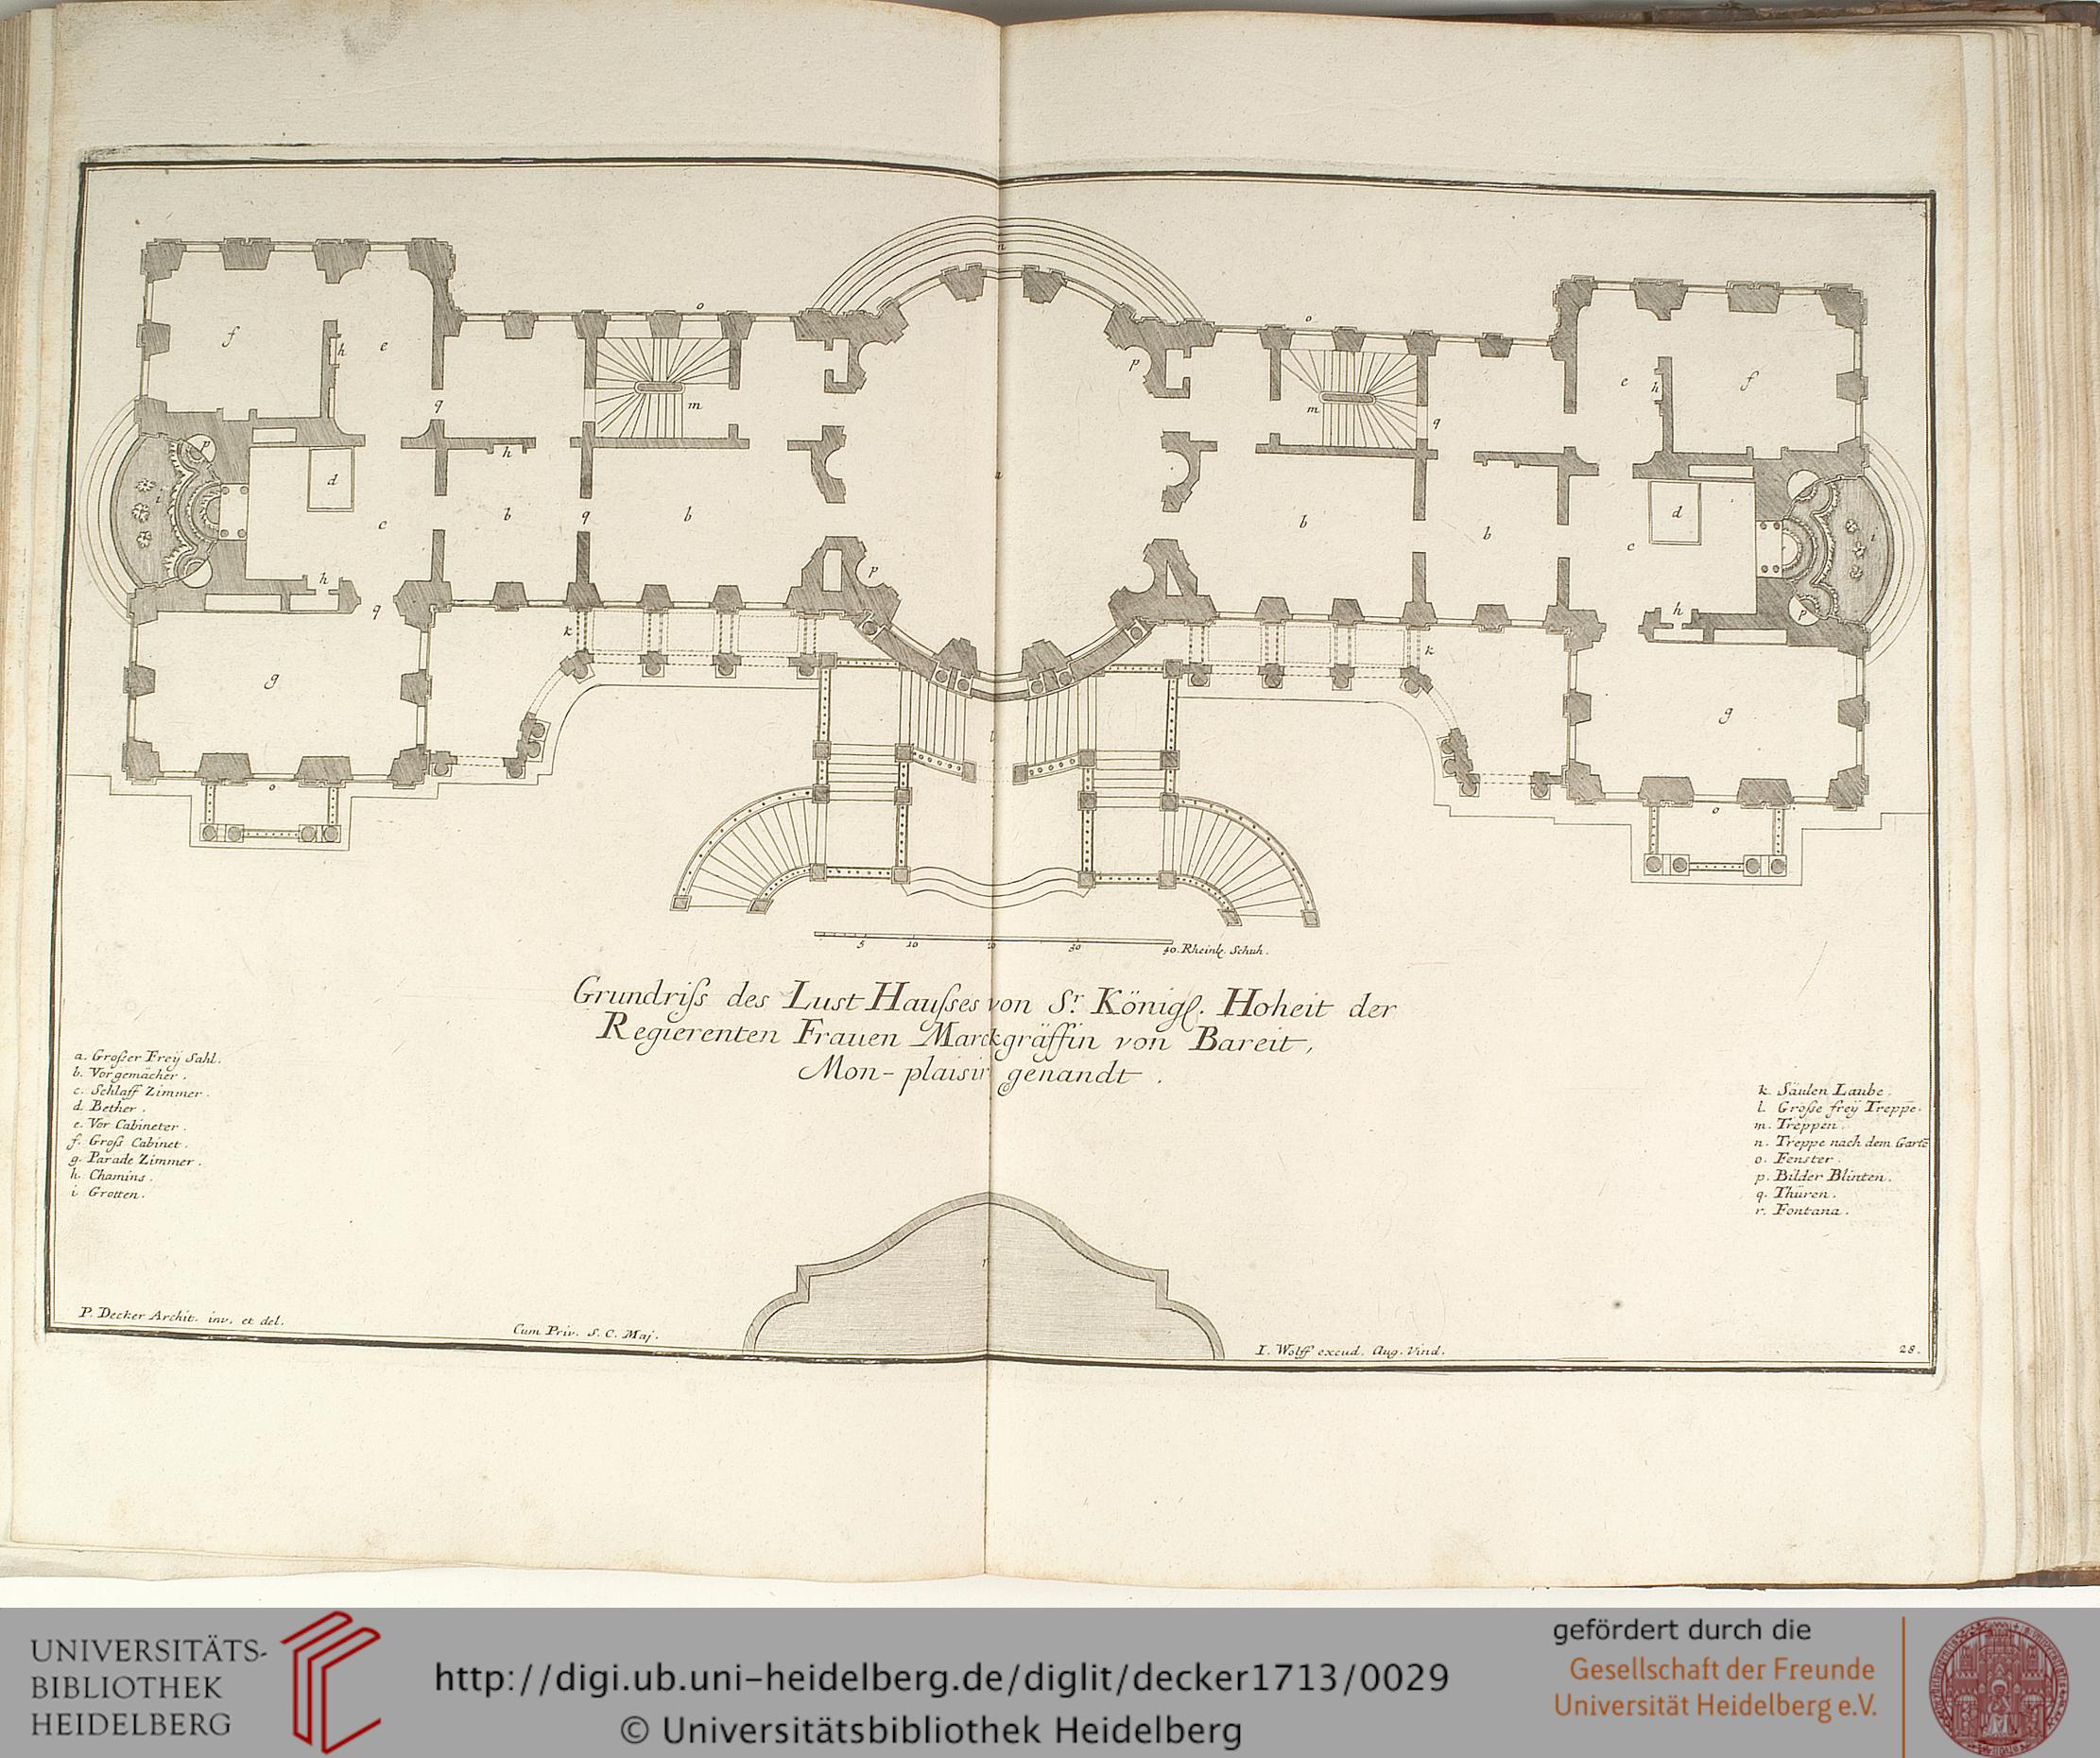 n
o
o
f
h
e
p
e
h
f
q
m
m
q
p
h
a
d
d
i
c
b
q
b
b
b
c
i
p
h
h
p
q
k
k
g
g
l
o
o
5 10 20 30 40. Rheinl. Schuh.
Grundriſs des Lust Hauſses von Sr. Königl. Hoheit der
Regierenten Frauen Marckgräffin von Bareit,
Mon-plaisir genandt.
a. Großer Freÿ Sahl.
b. Vorgemächer.
c. Schlaff Zimmer.
d. Bether.
e. Vor Cabineter.
f. Groſs Cabinet.
g. Parade Zimmer.
h. Chamins.
i. Grotten.
k. Säulen Laube.
l. Große freÿ Treppe.
m. Treppen.
n. Treppe nach dem Gartē
o. Fenster.
p. Bilder Blinten.
q. Thüren.
r. Fontana.
r
P. Decker Archit. inv. et del.
Cum Priv. S. C. Maj.
I. Wolff excud. Aug. Vind.
28.
UNIVERSITÄTS-
BIBLIOTHEK
HEIDELBERG
http://digi.ub.uni-heidelberg.de/diglit/decker1713/0029
© Universitätsbibliothek Heidelberg
gefördert durch die
Gesellschaft der Freunde
Universität Heidelberg e.V.